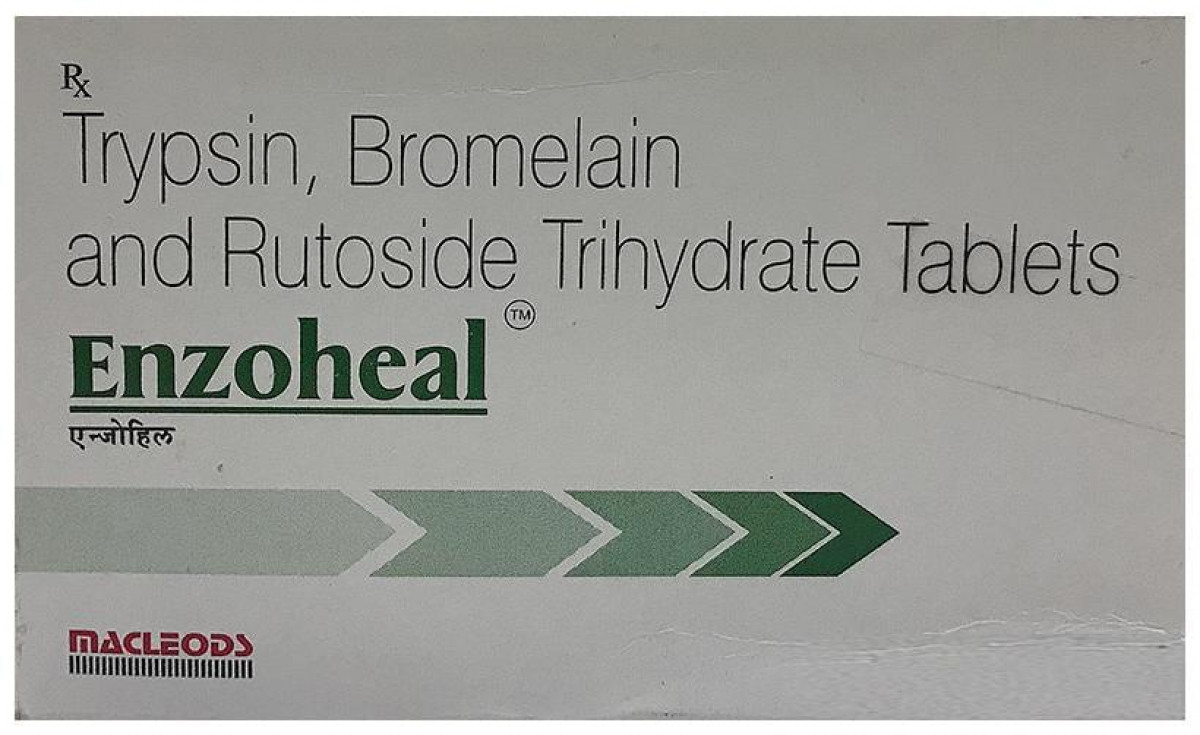 Rx
Trypsin, Bromelain
and Rutoside Trihydrate Tablets
Enzoheal™
एन्जोहिल
MACLEODS